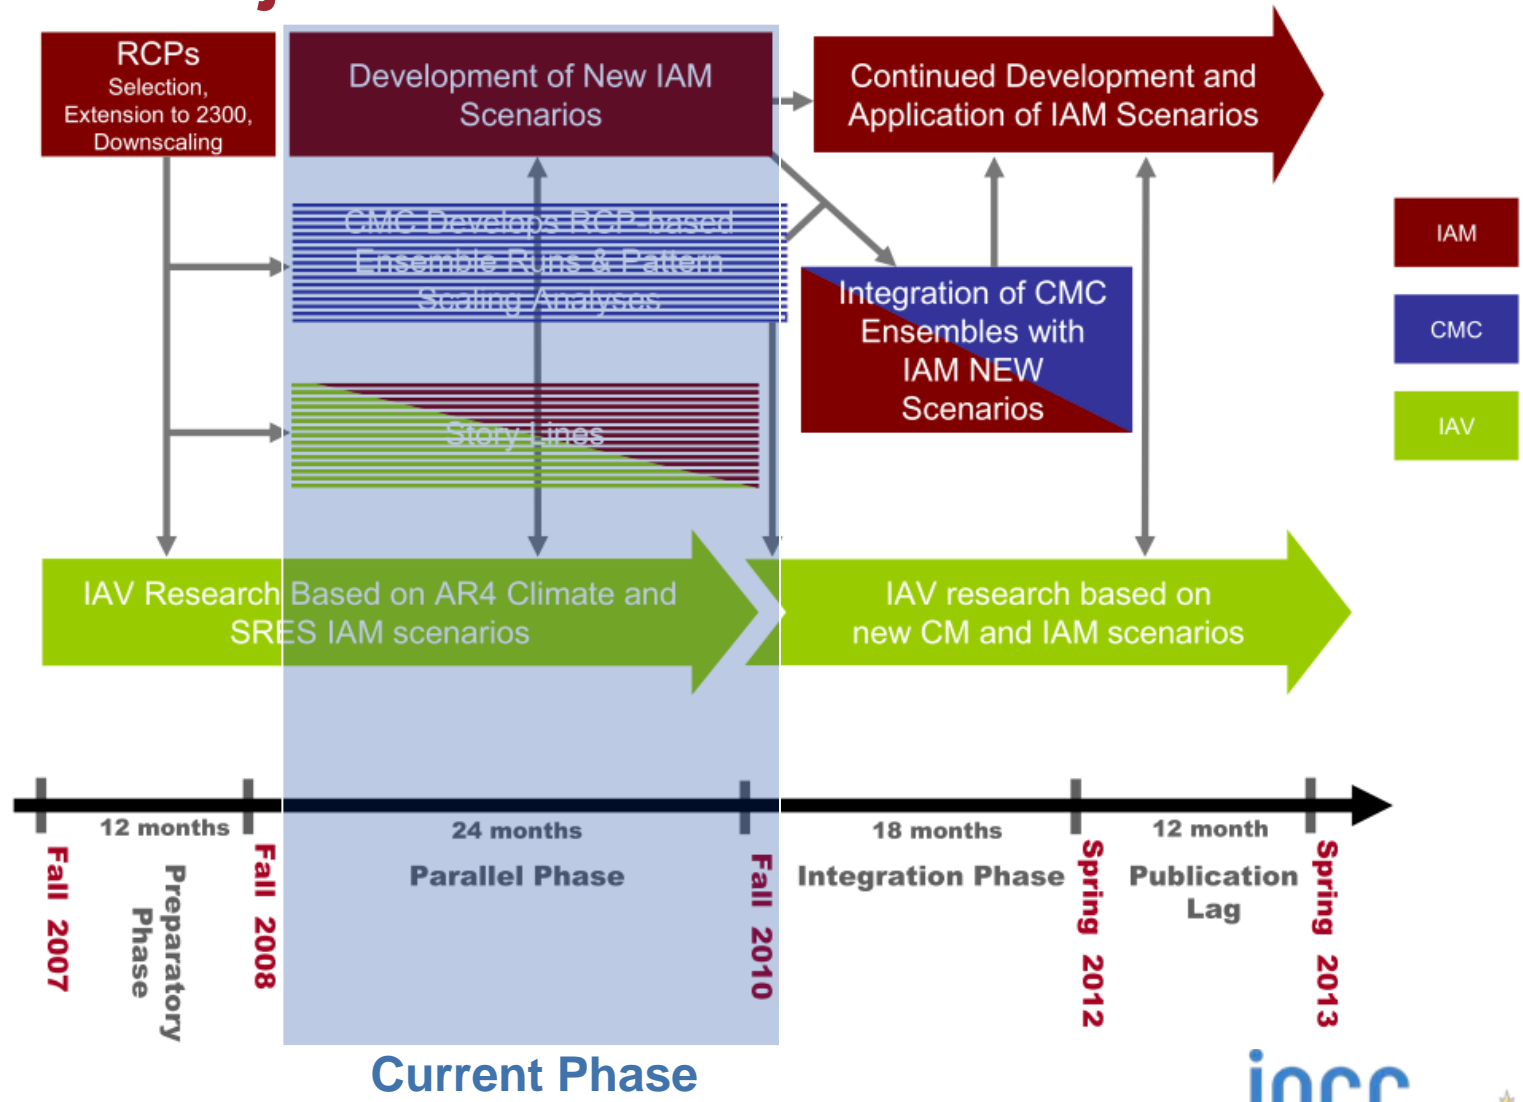 RCPs
Selection,
Extension to 2300,
Downscaling
Development of New IAM
Scenarios
Continued Development and
Application of IAM Scenarios
CMC Develops RCP-based
Ensemble Runs & Pattern
Scaling Analyses
Integration of CMC
Ensembles with
IAM NEW
Scenarios
Story Lines
IAM
CMC
IAV
IAV Research Based on AR4 Climate and
SRES IAM scenarios
IAV research based on
new CM and IAM scenarios
12 months
24 months
18 months
12 month
Fall 2007
Preparatory
Phase
Fall 2008
Parallel Phase
Fall 2010
Integration Phase
Spring 2012
Publication
Lag
Spring 2013
Current Phase
ipcc